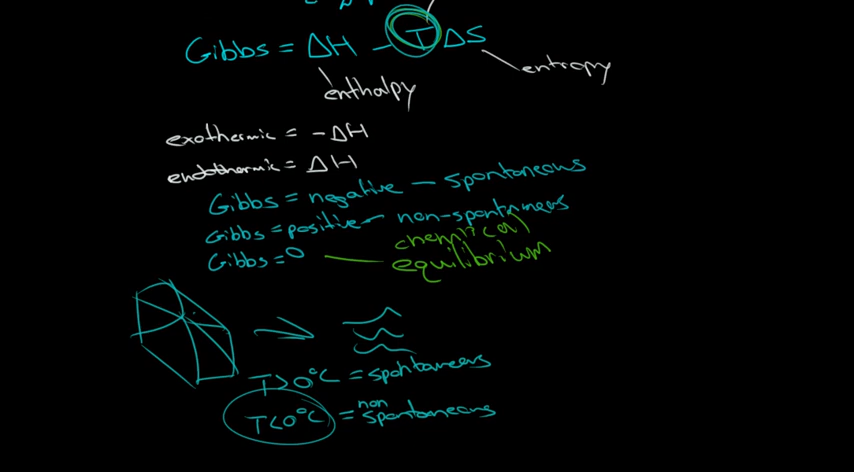 Gibbs = ΔH - TΔS
entropy
enthalpy
exothermic = -ΔH
endothermic = ΔH
Gibbs = negative - spontaneous
Gibbs = positive - non-spontaneous
chemical
Gibbs = 0 equilibrium
T>0°C = spontaneous
non
T<0°C = spontaneous